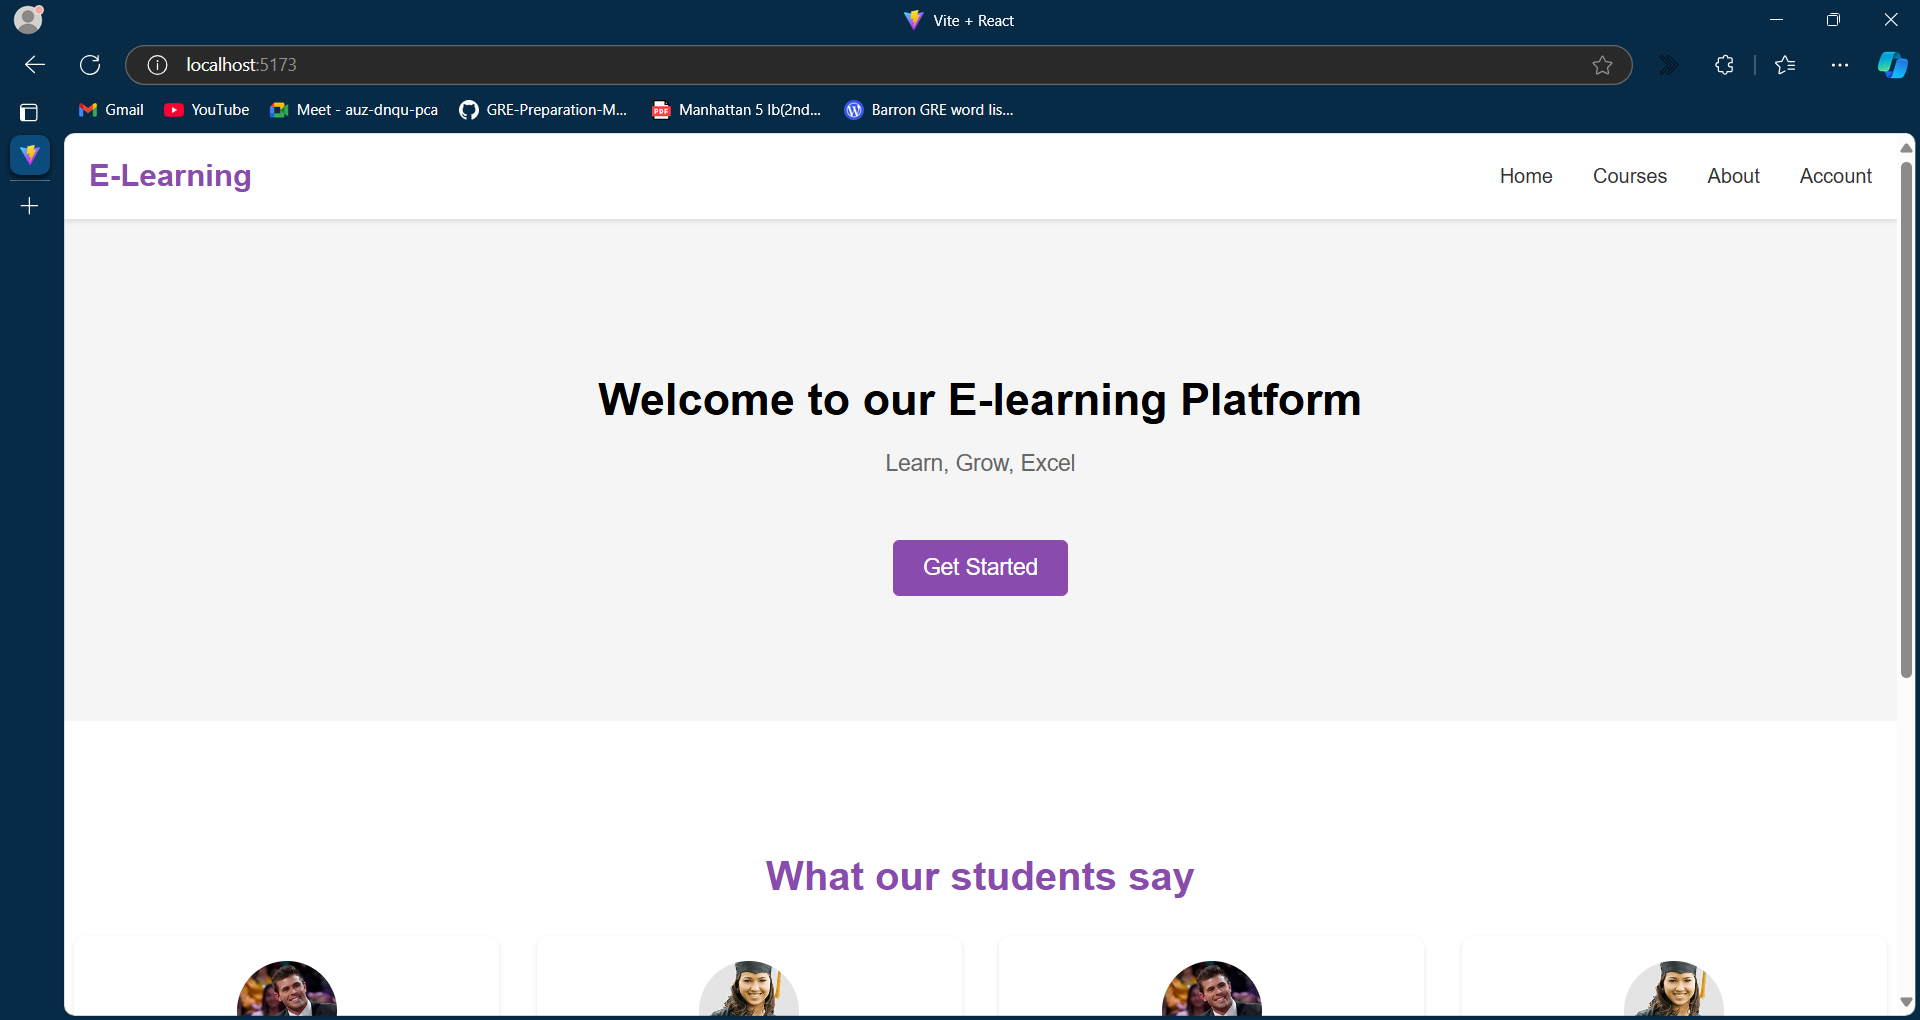 Vite + React
localhost:5173
Gmail
YouTube
Meet - auz-dnqu-pca
GRE-Preparation-M...
PDF
Manhattan 5 lb(2nd...
Barron GRE word lis...
E-Learning
Home
Courses
About
Account
Welcome to our E-learning Platform
Learn, Grow, Excel
Get Started
What our students say